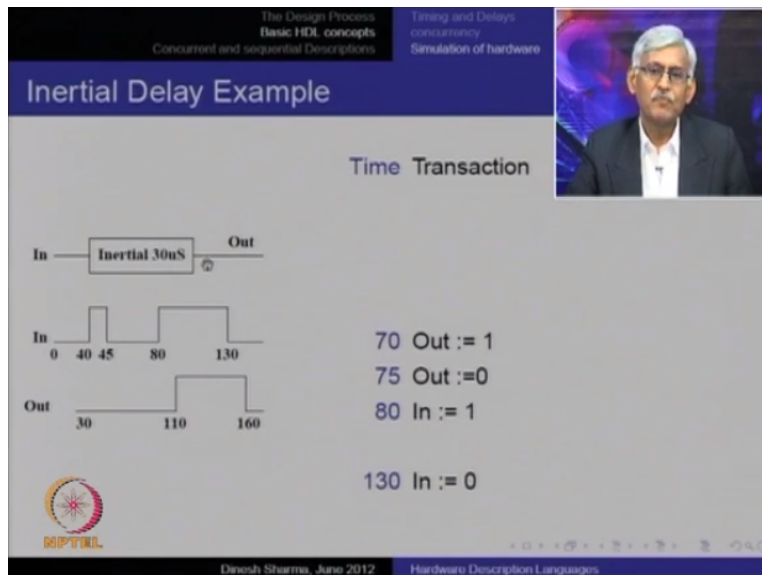 The Design Process
Basic HDL concepts
Concurrent and sequential Descriptions
Timing and Delays
concurrency
Simulation of hardware
Inertial Delay Example
Time Transaction
In Inertial 30uS Out
In
0 40 45 80 130
Out
30 110 160
70 Out := 1
75 Out :=0
80 In := 1
130 In := 0
NPTEL
Dinesh Sharma, June 2012 Hardware Description Languages